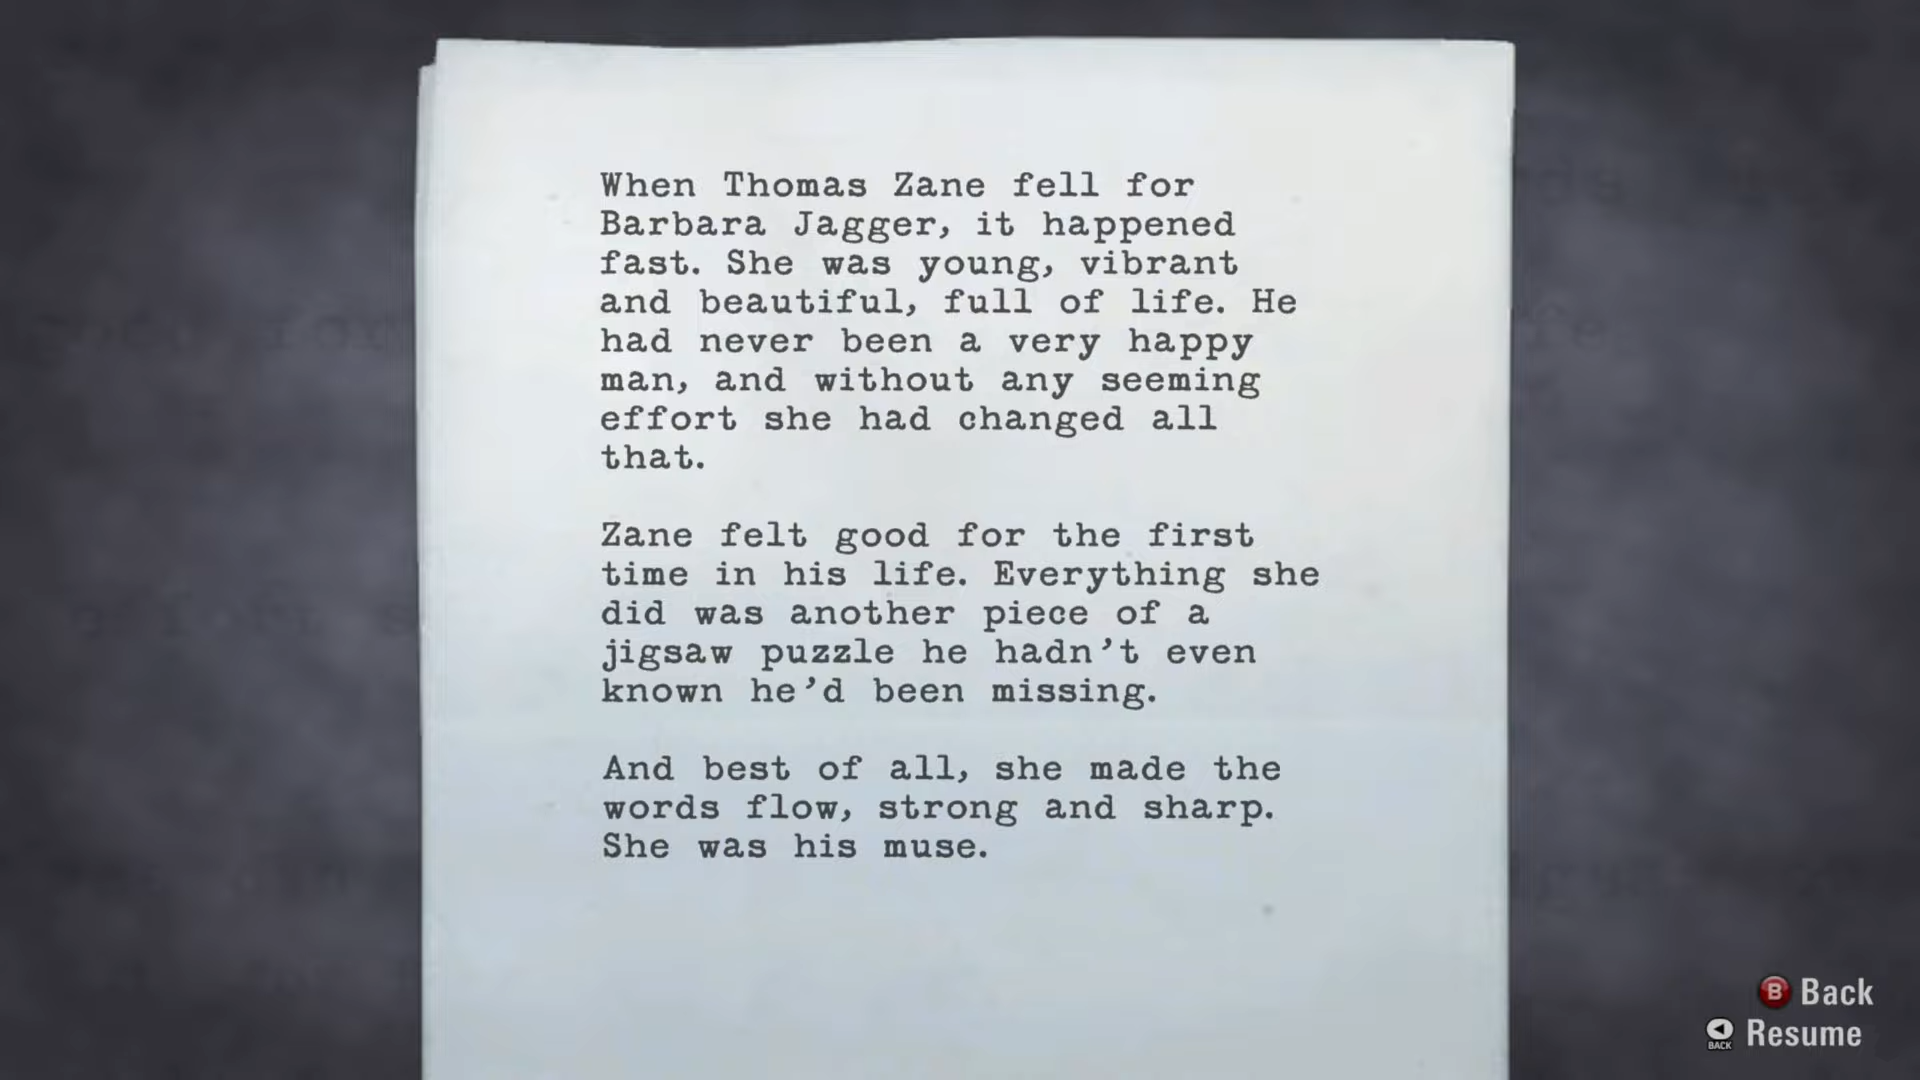 When Thomas Zane fell for
Barbara Jagger, it happened
fast. She was young, vibrant
and beautiful, full of life. He
had never been a very happy
man, and without any seeming
effort she had changed all
that.
Zane felt good for the first
time in his life. Everything she
did was another piece of a
jigsaw puzzle he hadn’t even
known he’d been missing.
And best of all, she made the
words flow, strong and sharp.
She was his muse.
B Back
BACK Resume